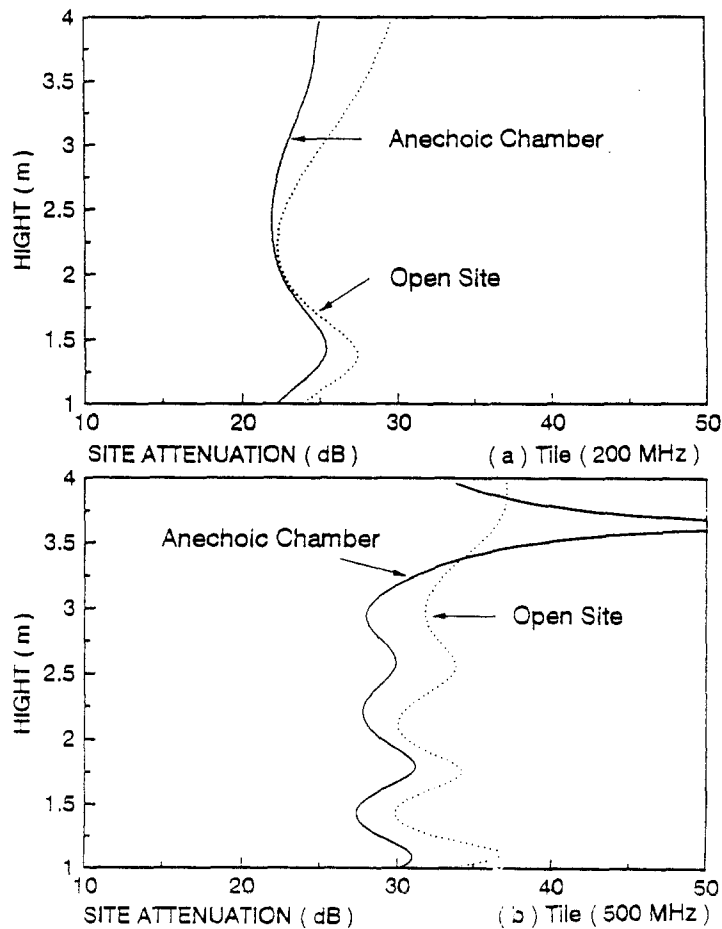 4
3.5
3
2.5
2
1.5
1
HIGHT ( m )
Anechoic Chamber
Open Site
10 20 30 40 50
SITE ATTENUATION ( dB ) ( a ) Tile ( 200 MHz )
4
3.5
3
2.5
2
1.5
1
HIGHT ( m )
Anechoic Chamber
Open Site
10 20 30 40 50
SITE ATTENUATION ( dB ) ( b ) Tile ( 500 MHz )